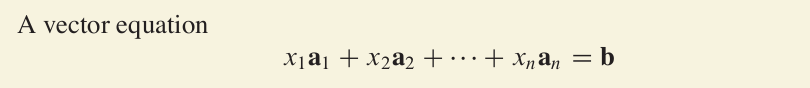 A vector equation
x₁a₁ + x₂a₂ + ⋯ + xₙaₙ = b